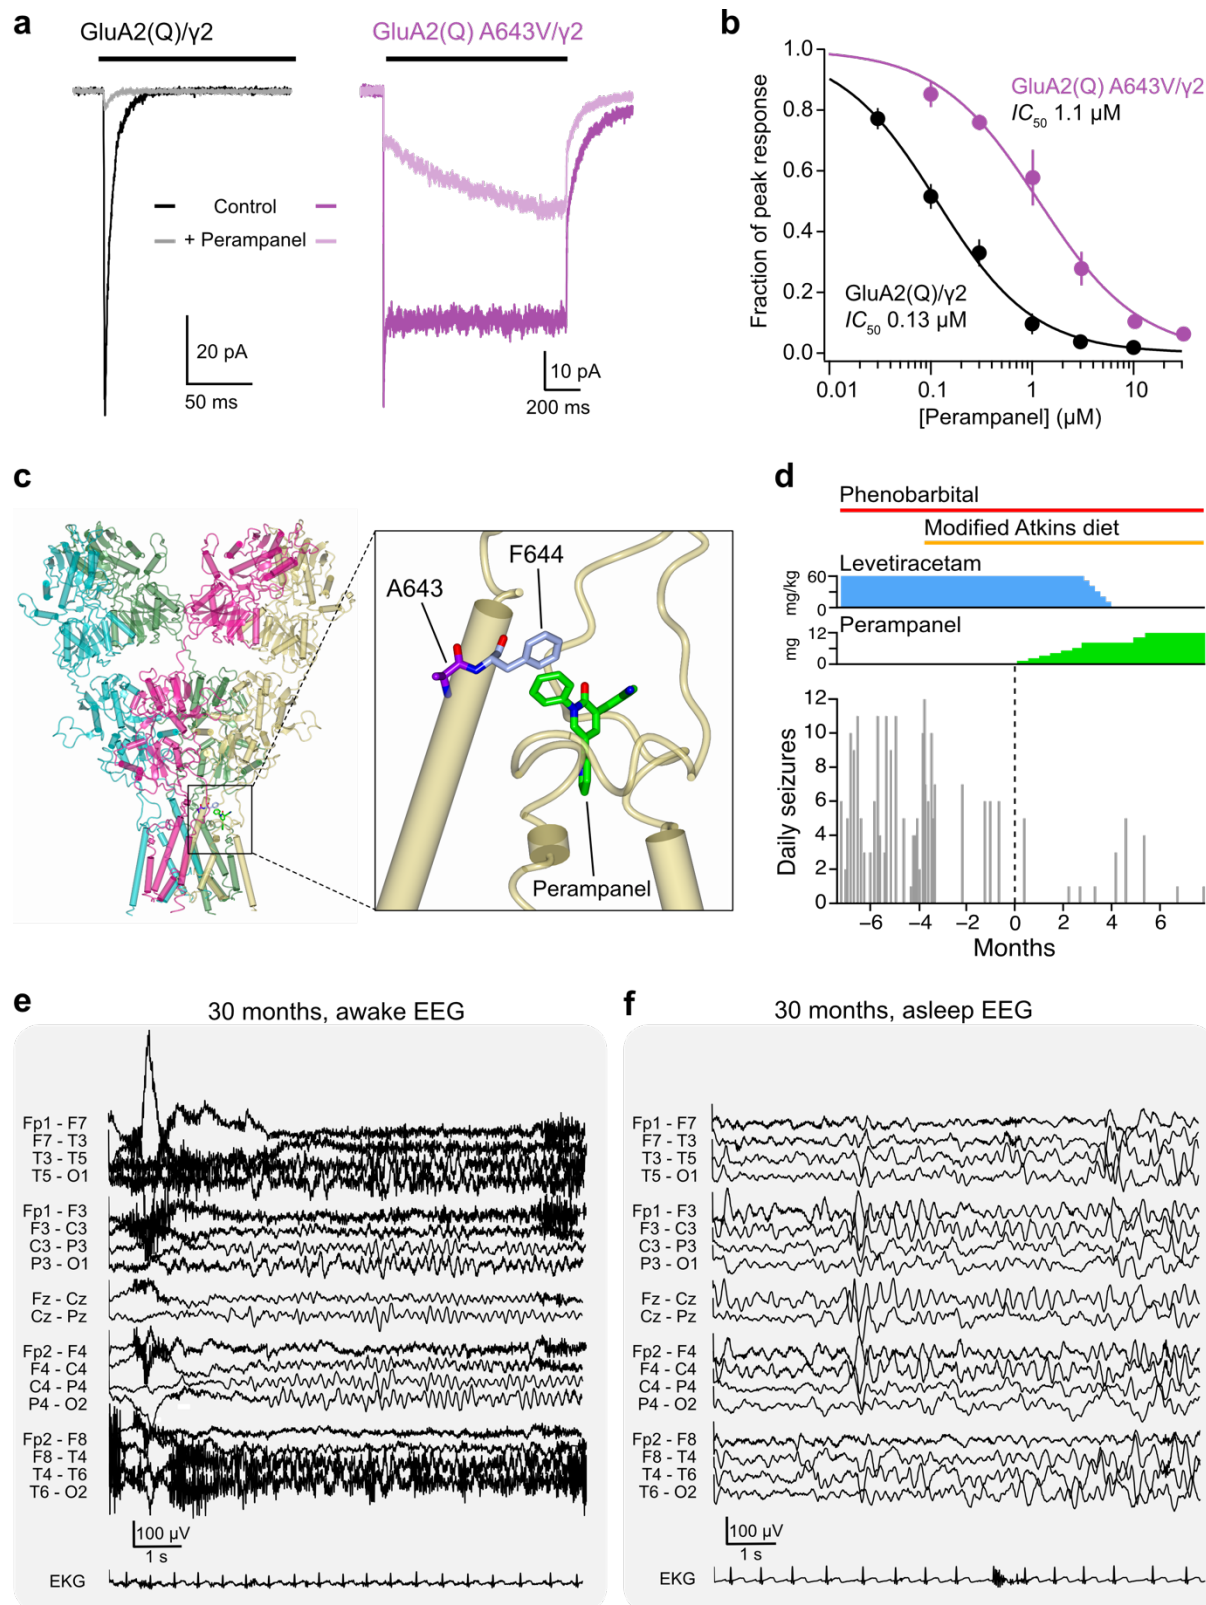 a
GluA2(Q)/γ2
GluA2(Q) A643V/γ2
Control
+ Perampanel
20 pA
50 ms
10 pA
200 ms
b
1.0
0.8
0.6
0.4
0.2
0.0
Fraction of peak response
GluA2(Q) A643V/γ2
IC50 1.1 µM
GluA2(Q)/γ2
IC50 0.13 µM
0.01 0.1 1 10
[Perampanel] (µM)
c
A643
F644
Perampanel
d
Phenobarbital
Modified Atkins diet
Levetiracetam
mg/kg
60
0
Perampanel
mg
12
0
Daily seizures
12
10
8
6
4
2
0
−6 −4 −2 0 2 4 6
Months
e
30 months, awake EEG
Fp1 - F7
F7 - T3
T3 - T5
T5 - O1
Fp1 - F3
F3 - C3
C3 - P3
P3 - O1
Fz - Cz
Cz - Pz
Fp2 - F4
F4 - C4
C4 - P4
P4 - O2
Fp2 - F8
F8 - T4
T4 - T6
T6 - O2
100 µV
1 s
EKG
f
30 months, asleep EEG
Fp1 - F7
F7 - T3
T3 - T5
T5 - O1
Fp1 - F3
F3 - C3
C3 - P3
P3 - O1
Fz - Cz
Cz - Pz
Fp2 - F4
F4 - C4
C4 - P4
P4 - O2
Fp2 - F8
F8 - T4
T4 - T6
T6 - O2
100 µV
1 s
EKG